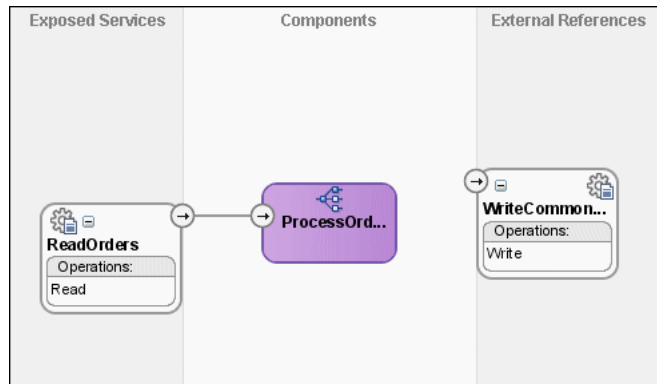 Exposed Services
Components
External References
ReadOrders
Operations:
Read
ProcessOrd...
WriteCommon...
Operations:
Write